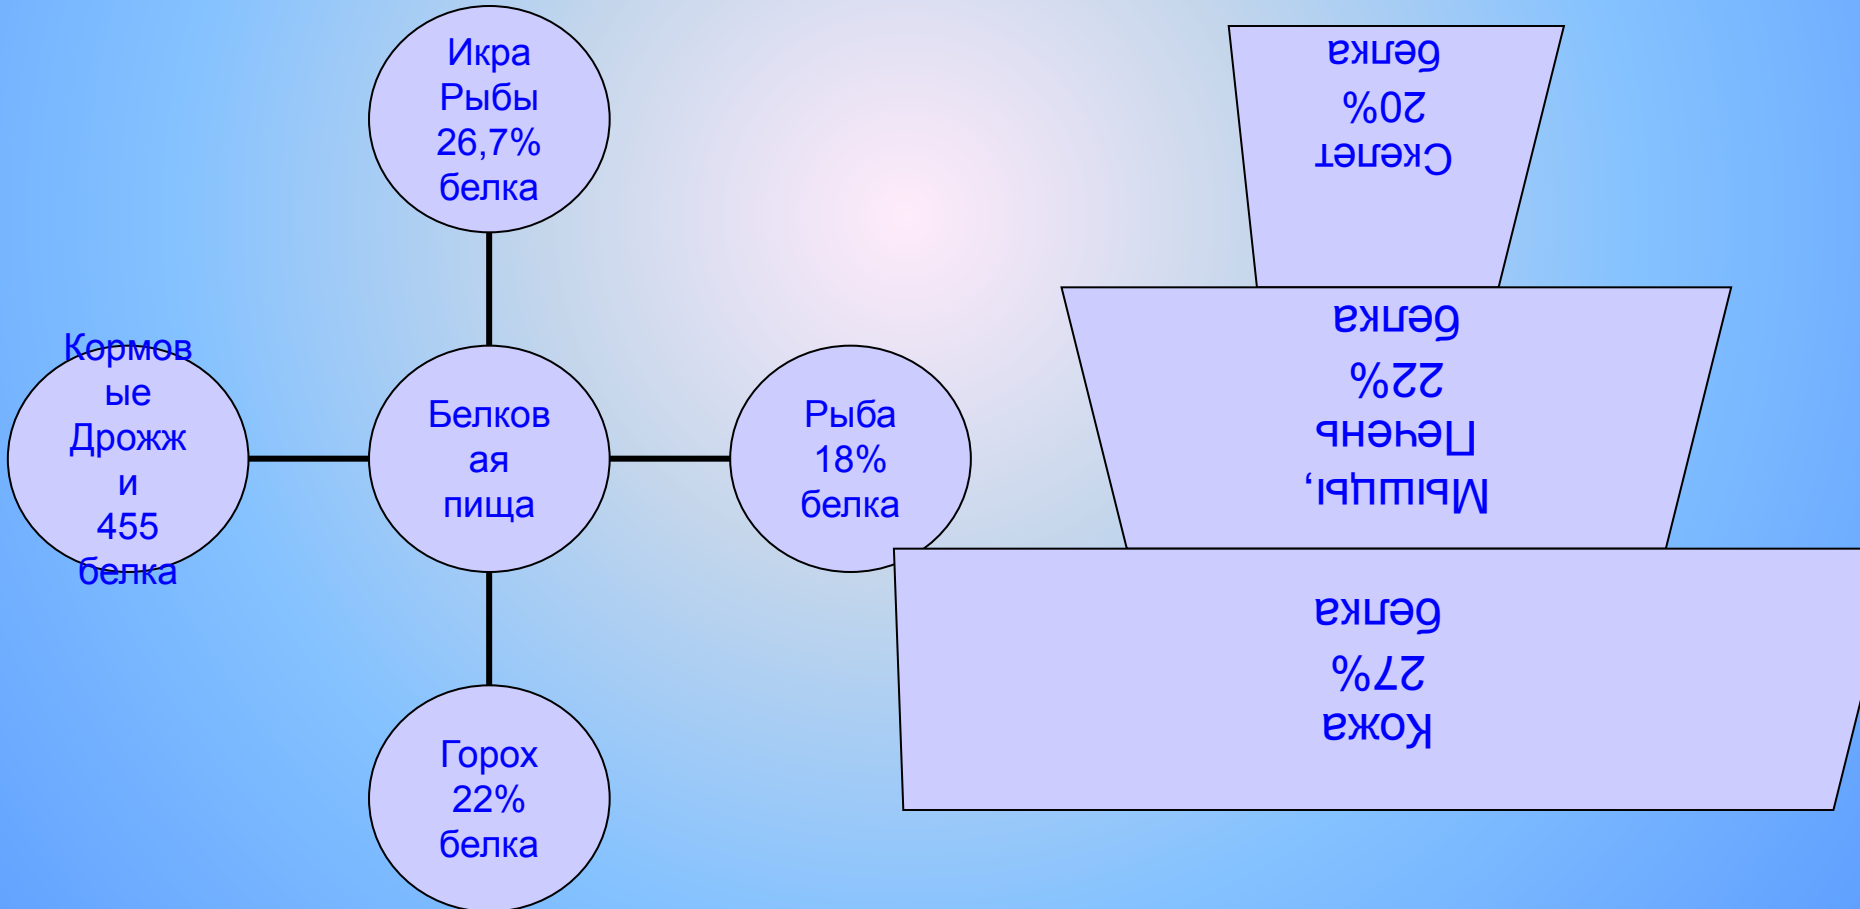 Икра
Рыбы
26,7%
белка
Кормов
ые
Дрожж
и
455
белка
Белков
ая
пища
Рыба
18%
белка
Горох
22%
белка
Скелет
20%
белка
Мышцы,
Печень
22%
белка
Кожа
27%
белка